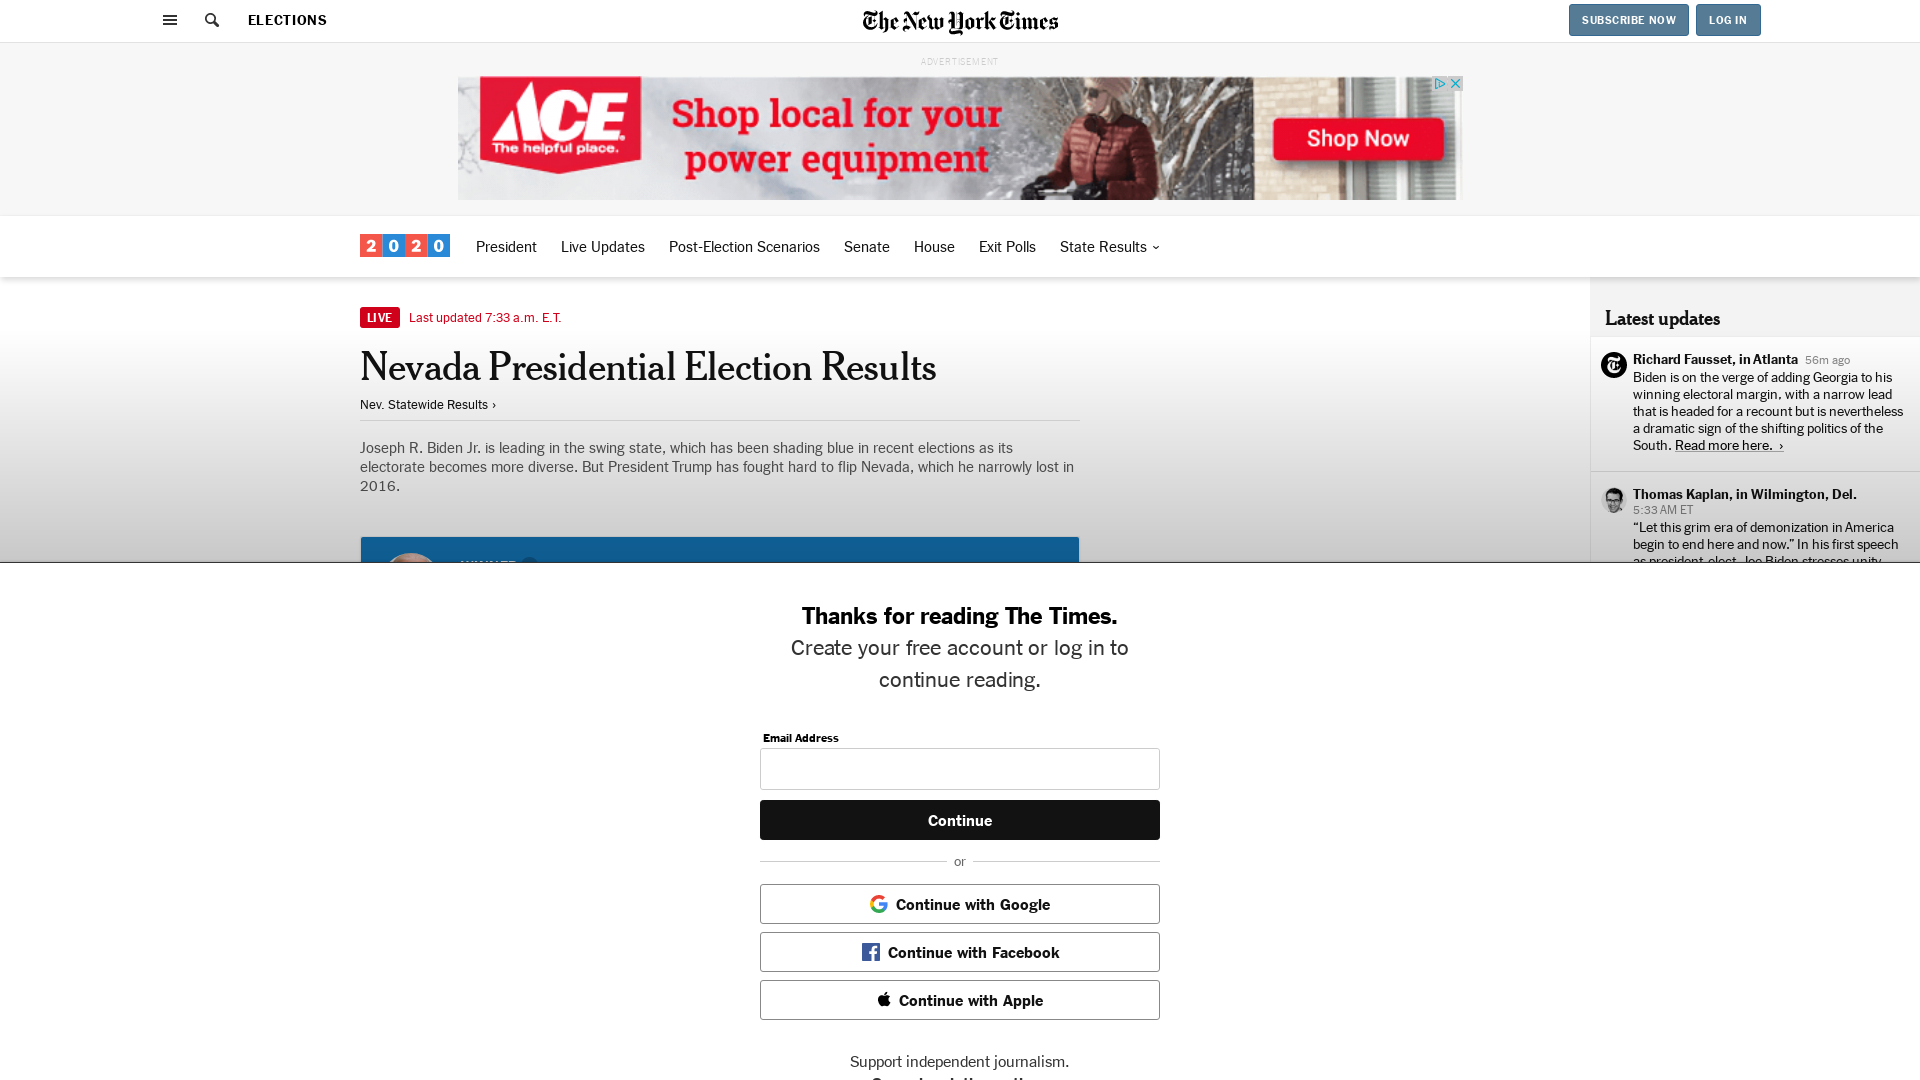 ELECTIONS
The New York Times
SUBSCRIBE NOW
LOG IN
ADVERTISEMENT
ACE
The helpful place.
Shop local for your
power equipment
Shop Now
2020
President
Live Updates
Post-Election Scenarios
Senate
House
Exit Polls
State Results
LIVE
Last updated 7:33 a.m. E.T.
Nevada Presidential Election Results
Nev. Statewide Results ›
Joseph R. Biden Jr. is leading in the swing state, which has been shading blue in recent elections as its
electorate becomes more diverse. But President Trump has fought hard to flip Nevada, which he narrowly lost in
2016.
Latest updates
Richard Fausset, in Atlanta 56m ago
Biden is on the verge of adding Georgia to his
winning electoral margin, with a narrow lead
that is headed for a recount but is nevertheless
a dramatic sign of the shifting politics of the
South. Read more here. ›
Thomas Kaplan, in Wilmington, Del.
5:33 AM ET
“Let this grim era of demonization in America
begin to end here and now.” In his first speech
as president-elect, Joe Biden stresses unity
Thanks for reading The Times.
Create your free account or log in to
continue reading.
Email Address
Continue
or
Continue with Google
Continue with Facebook
Continue with Apple
Support independent journalism.